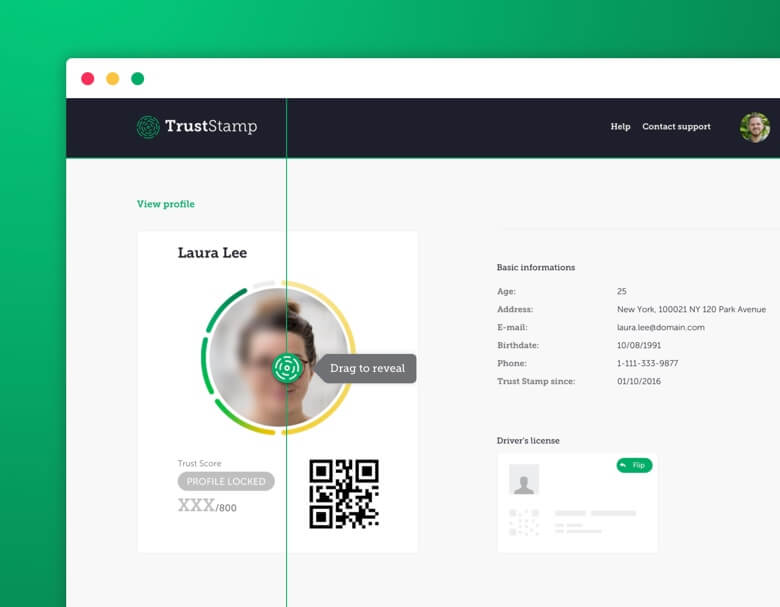 TrustStamp
Help
Contact support
View profile
Laura Lee
Drag to reveal
Trust Score
PROFILE LOCKED
XXX/800
Basic informations
Age: 25
Address: New York, 100021 NY 120 Park Avenue
E-mail: laura.lee@domain.com
Birthdate: 10/08/1991
Phone: 1-111-333-9877
Trust Stamp since: 01/10/2016
Driver's license
Flip